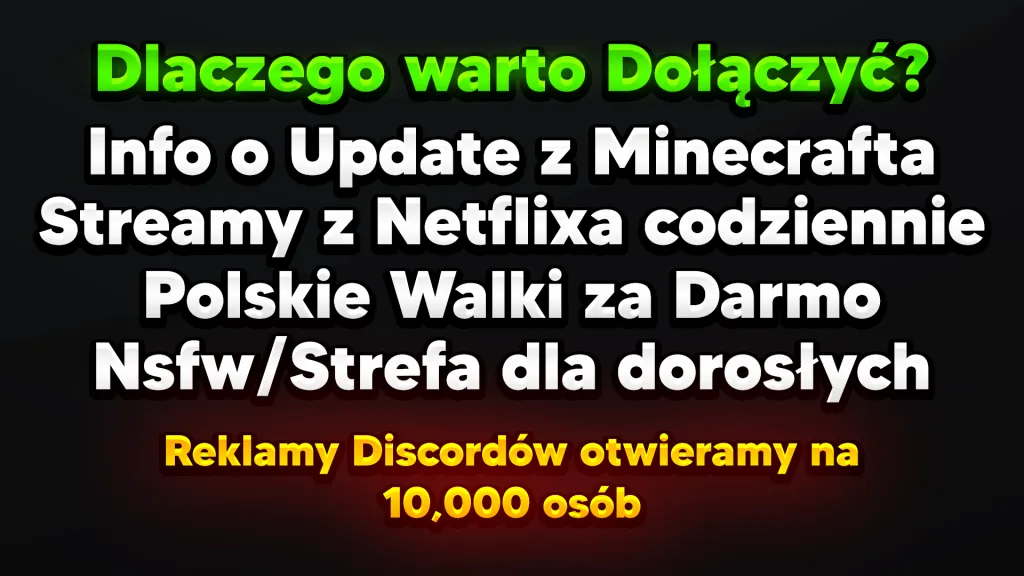 Dlaczego warto Dołączyć?
Info o Update z Minecrafta
Streamy z Netflixa codziennie
Polskie Walki za Darmo
Nsfw/Strefa dla dorosłych
Reklamy Discordów otwieramy na
10,000 osób